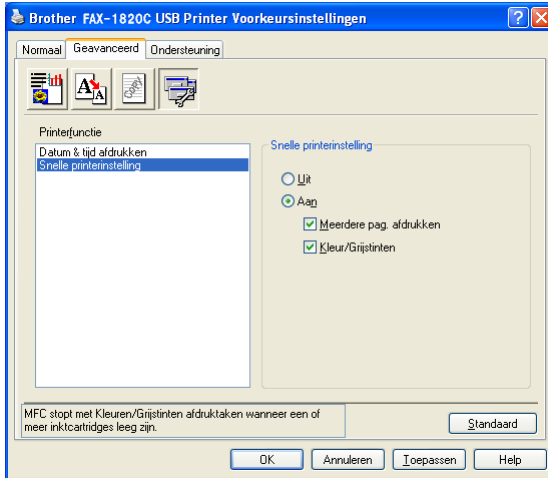 Brother FAX-1820C USB Printer Voorkeursinstellingen
Normaal Geavanceerd Ondersteuning
Copy
Printerfunctie
Datum & tijd afdrukken
Snelle printerinstelling
Snelle printerinstelling
Uit
Aan
Meerdere pag. afdrukken
Kleur/Grijstinten
MFC stopt met Kleuren/Grijstinten afdruktaken wanneer een of
meer inktcartridges leeg zijn.
Standaard
OK Annuleren Toepassen Help